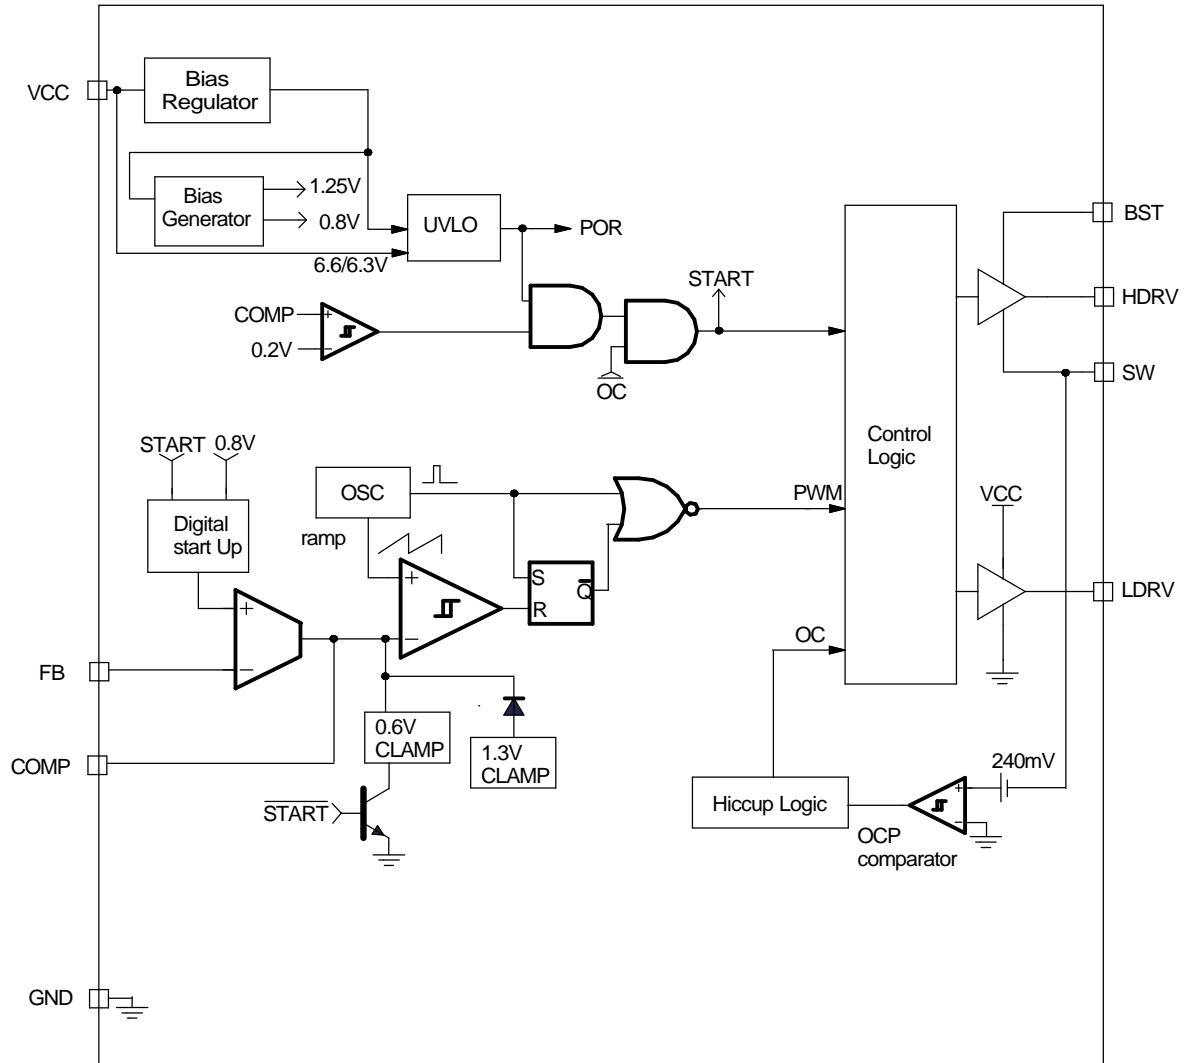 VCC
Bias
Regulator
Bias
Generator
1.25V
0.8V
UVLO
POR
6.6/6.3V
BST
HDRV
SW
START
COMP
+
0.2V
−
OC
Control
Logic
START 0.8V
Digital
start Up
OSC
ramp
PWM
VCC
+
−
+
−
S
R
Q
LDRV
OC
FB
0.6V
CLAMP
1.3V
CLAMP
COMP
START
240mV
Hiccup Logic
+
−
OCP
comparator
GND